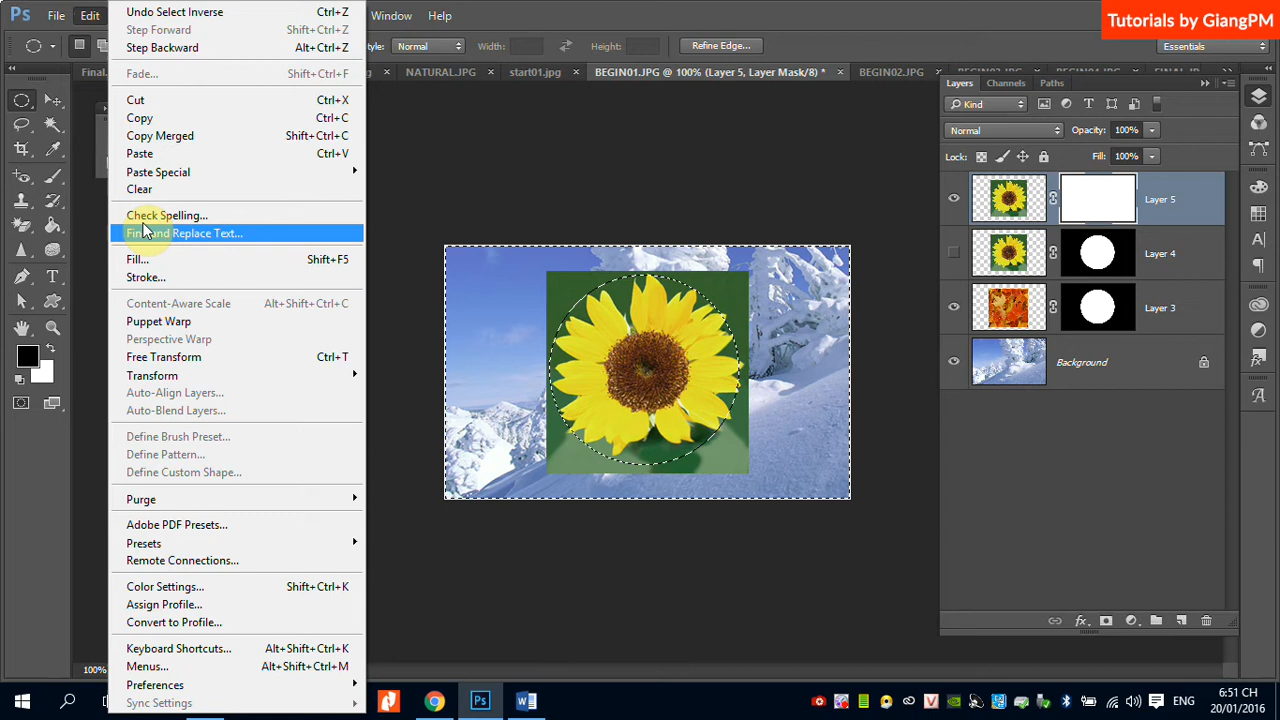 Ps File Edit Window Help
Tutorials by GiangPM
Style: Normal Width: Height: Refine Edge... Essentials
Final. NATURAL.JPG × start01.jpg × BEGIN01.JPG @ 100% (Layer 5, Layer Mask/8) * × BEGIN02.JPG
Undo Select Inverse Ctrl+Z
Step Forward Shift+Ctrl+Z
Step Backward Alt+Ctrl+Z
Fade... Shift+Ctrl+F
Cut Ctrl+X
Copy Ctrl+C
Copy Merged Shift+Ctrl+C
Paste Ctrl+V
Paste Special
Clear
Check Spelling...
Find and Replace Text...
Fill... Shift+F5
Stroke...
Content-Aware Scale Alt+Shift+Ctrl+C
Puppet Warp
Perspective Warp
Free Transform Ctrl+T
Transform
Auto-Align Layers...
Auto-Blend Layers...
Define Brush Preset...
Define Pattern...
Define Custom Shape...
Purge
Adobe PDF Presets...
Presets
Remote Connections...
Color Settings... Shift+Ctrl+K
Assign Profile...
Convert to Profile...
Keyboard Shortcuts... Alt+Shift+Ctrl+K
Menus... Alt+Shift+Ctrl+M
Preferences
Sync Settings
Layers Channels Paths
Kind
Normal Opacity: 100%
Lock: Fill: 100%
Layer 5
Layer 4
Layer 3
Background
100%
ENG
6:51 CH
20/01/2016